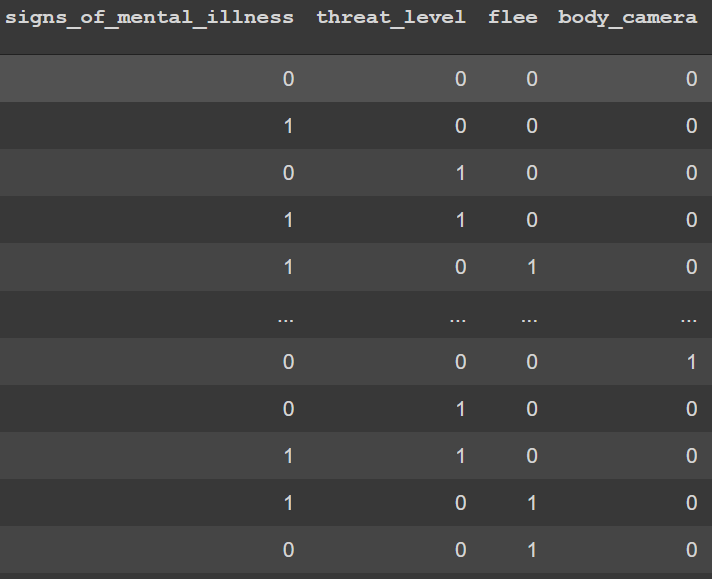 signs_of_mental_illness threat_level flee body_camera
0 0 0 0
1 0 0 0
0 1 0 0
1 1 0 0
1 0 1 0
... ... ... ...
0 0 0 1
0 1 0 0
1 1 0 0
1 0 1 0
0 0 1 0